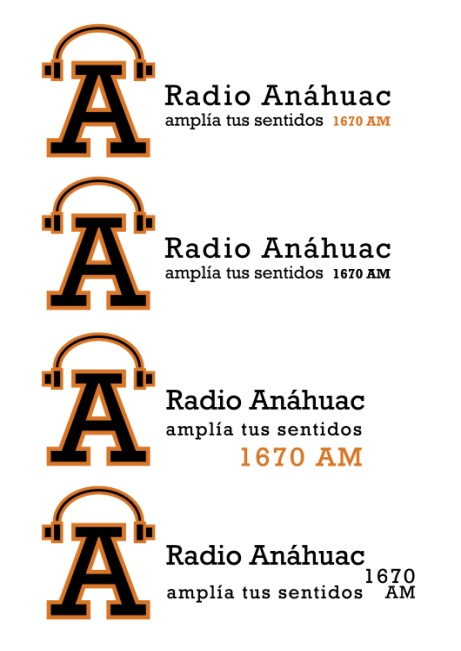 A
Radio Anáhuac
amplía tus sentidos 1670 AM
A
Radio Anáhuac
amplía tus sentidos 1670 AM
A
Radio Anáhuac
amplía tus sentidos
1670 AM
A
Radio Anáhuac
1670
amplía tus sentidos AM